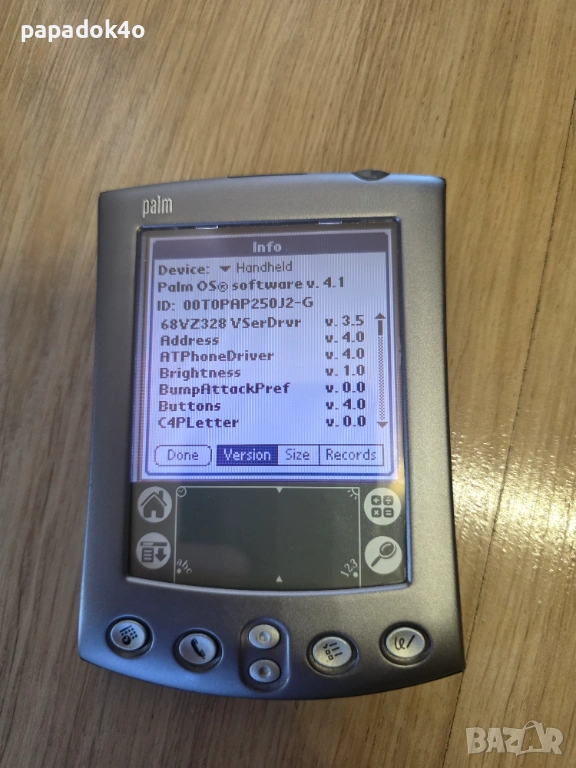 papadok4o
palm
Info
Device: Handheld
Palm OS® software v. 4.1
ID: 00T0PAP250J2-G
68VZ328 VSerDrvr v. 3.5
Address v. 4.0
ATPhoneDriver v. 4.0
Brightness v. 1.0
BumpAttackPref v. 0.0
Buttons v. 4.0
C4PLetter v. 0.0
Done Version Size Records
abc 123
BAZAR